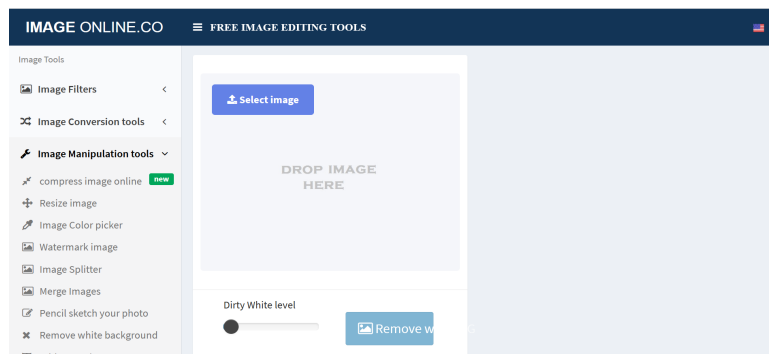 IMAGE ONLINE.CO
FREE IMAGE EDITING TOOLS
Image Tools
Image Filters
Image Conversion tools
Image Manipulation tools
compress image online new
Resize image
Image Color picker
Watermark image
Image Splitter
Merge Images
Pencil sketch your photo
Remove white background
Select image
DROP IMAGE
HERE
Dirty White level
Remove w